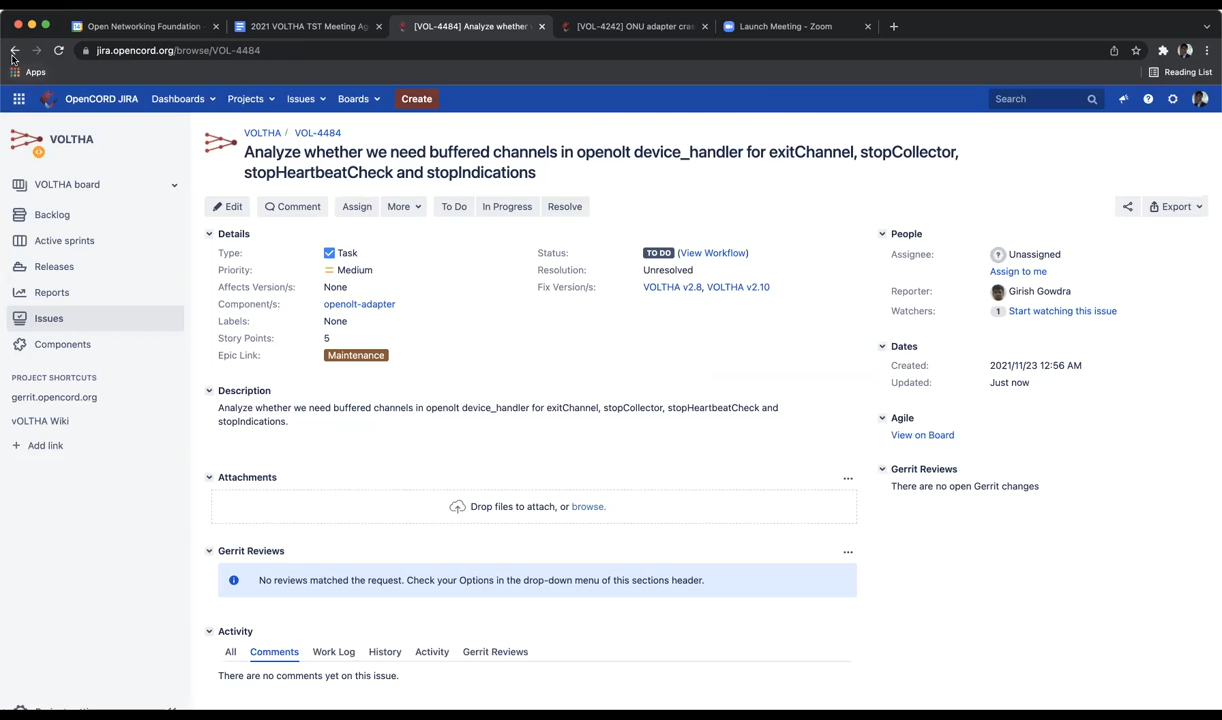 Open Networking Foundation -
2021 VOLTHA TST Meeting Ag
[VOL-4484] Analyze whether
[VOL-4242] ONU adapter cras
Launch Meeting - Zoom
jira.opencord.org/browse/VOL-4484
Apps
Reading List
OpenCORD JIRA Dashboards Projects Issues Boards Create Search
VOLTHA
VOLTHA board
Backlog
Active sprints
Releases
Reports
Issues
Components
PROJECT SHORTCUTS
gerrit.opencord.org
vOLTHA Wiki
+ Add link
VOLTHA / VOL-4484
Analyze whether we need buffered channels in openolt device_handler for exitChannel, stopCollector,
stopHeartbeatCheck and stopIndications
Edit Comment Assign More To Do In Progress Resolve Export
Details
Type: Task
Priority: Medium
Affects Version/s: None
Component/s: openolt-adapter
Labels: None
Story Points: 5
Epic Link: Maintenance
Status: TO DO (View Workflow)
Resolution: Unresolved
Fix Version/s: VOLTHA v2.8, VOLTHA v2.10
Description
Analyze whether we need buffered channels in openolt device_handler for exitChannel, stopCollector, stopHeartbeatCheck and
stopIndications.
Attachments
Drop files to attach, or browse.
Gerrit Reviews
No reviews matched the request. Check your Options in the drop-down menu of this sections header.
Activity
All Comments Work Log History Activity Gerrit Reviews
There are no comments yet on this issue.
People
Assignee: Unassigned
Assign to me
Reporter: Girish Gowdra
Watchers: 1 Start watching this issue
Dates
Created: 2021/11/23 12:56 AM
Updated: Just now
Agile
View on Board
Gerrit Reviews
There are no open Gerrit changes